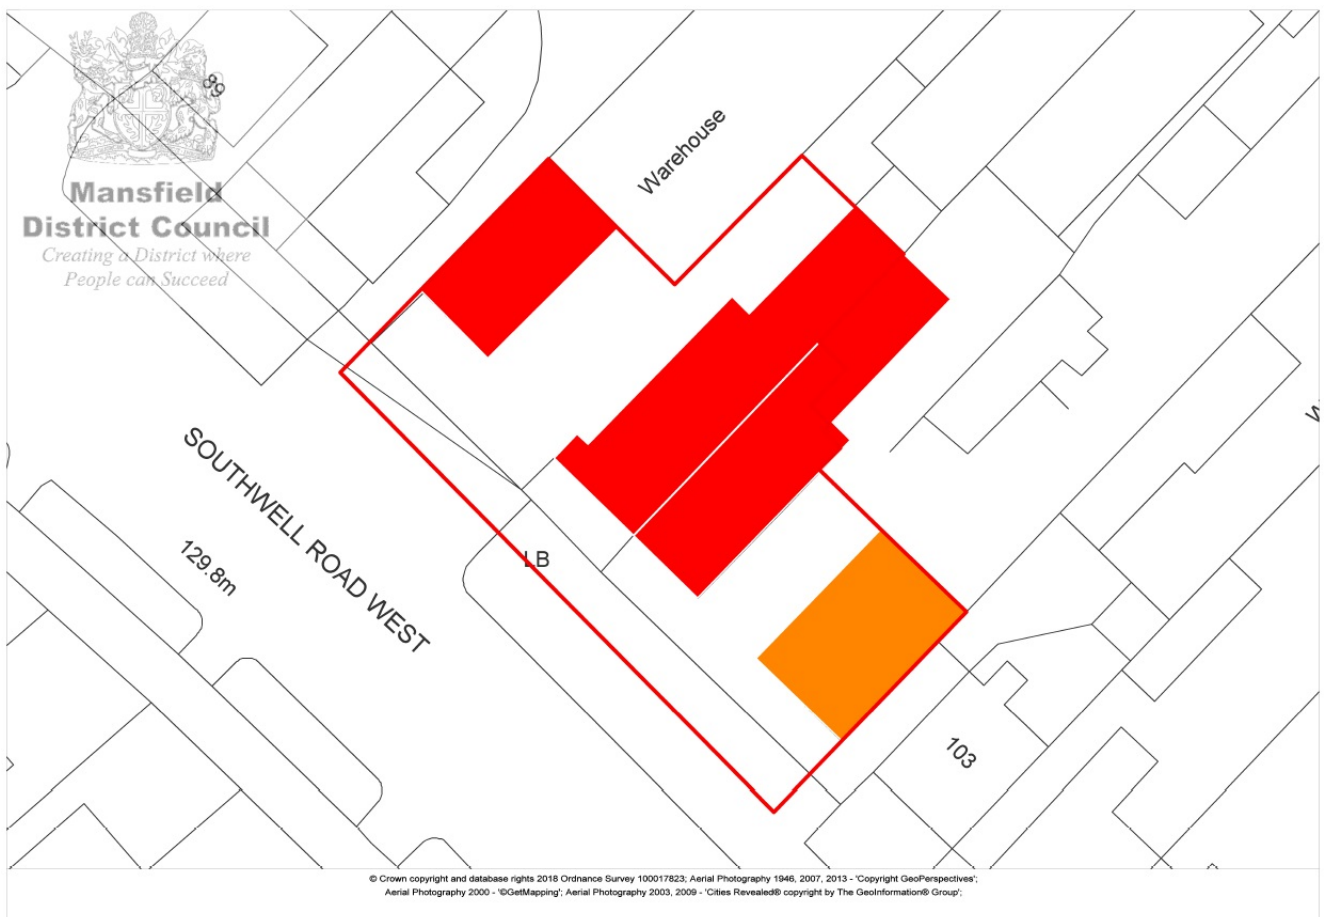 89
Mansfield
District Council
Creating a District where
People can Succeed
Warehouse
SOUTHWELL ROAD WEST
129.8m
LB
103
© Crown copyright and database rights 2018 Ordnance Survey 100017823; Aerial Photography 1946, 2007, 2013 - 'Copyright GeoPerspectives';
Aerial Photography 2000 - '©GetMapping'; Aerial Photography 2003, 2009 - 'Cities Revealed® copyright by The GeoInformation® Group';